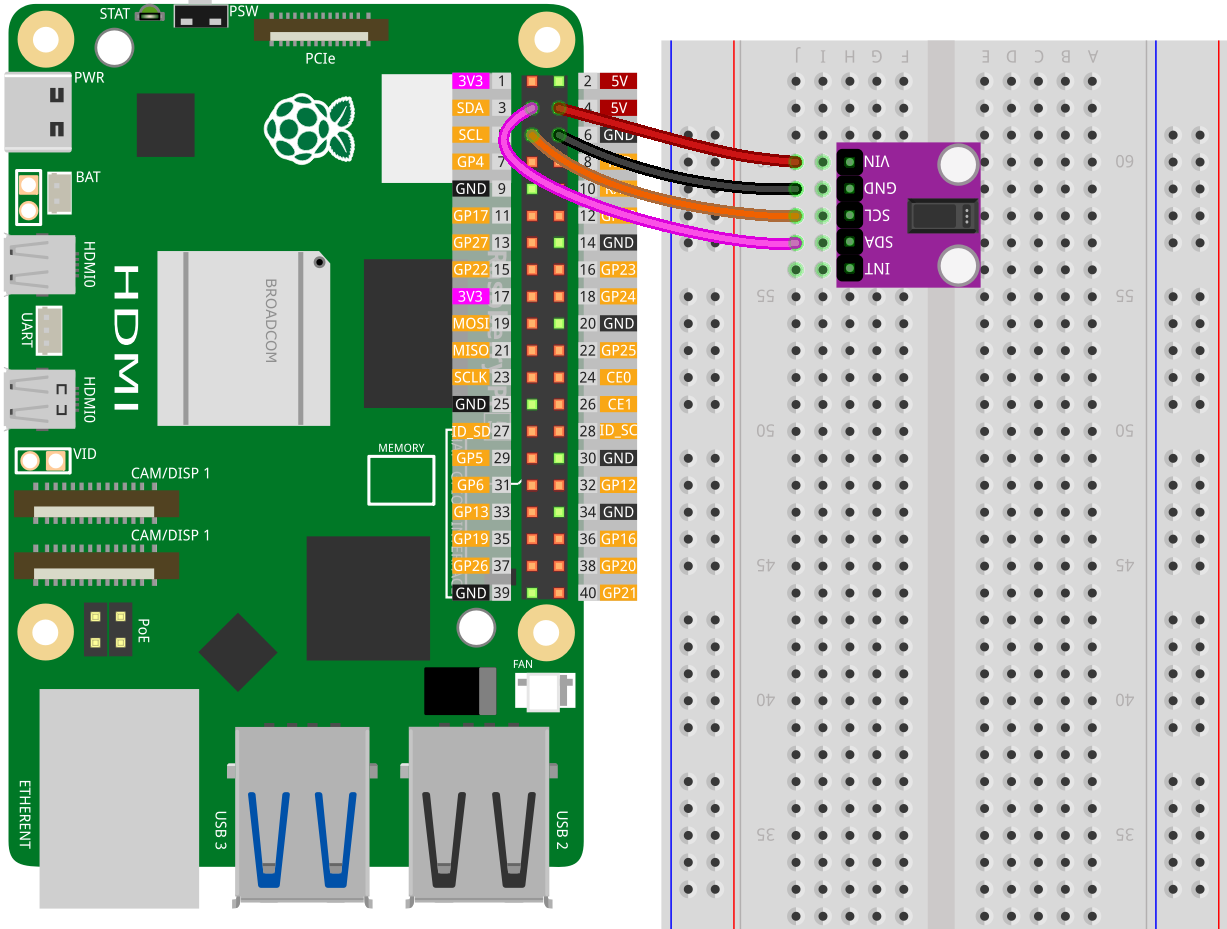 STAT
PSW
PCIe
PWR
BAT
HDMI0
UART
HDMI0
HDMI
BROADCOM
VID
MEMORY
CAM/DISP 1
CAM/DISP 1
PoE
FAN
ETHERENT
USB 3
USB 2
3V3 1 2 5V
SDA 3 4 5V
SCL 6 GND
GP4 7 8
GND 9 10
GP17 11 12
GP27 13 14 GND
GP22 15 16 GP23
3V3 17 18 GP24
MOSI 19 20 GND
MISO 21 22 GP25
SCLK 23 24 CE0
GND 25 26 CE1
ID_SD 27 28 ID_SC
GP5 29 30 GND
GP6 31 32 GP12
GP13 33 34 GND
GP19 35 36 GP16
GP26 37 38 GP20
GND 39 40 GP21
J I H G F E D C B A
60
VIN
GND
SCL
SDA
INT
55 55
50 50
45 45
40 40
35 35